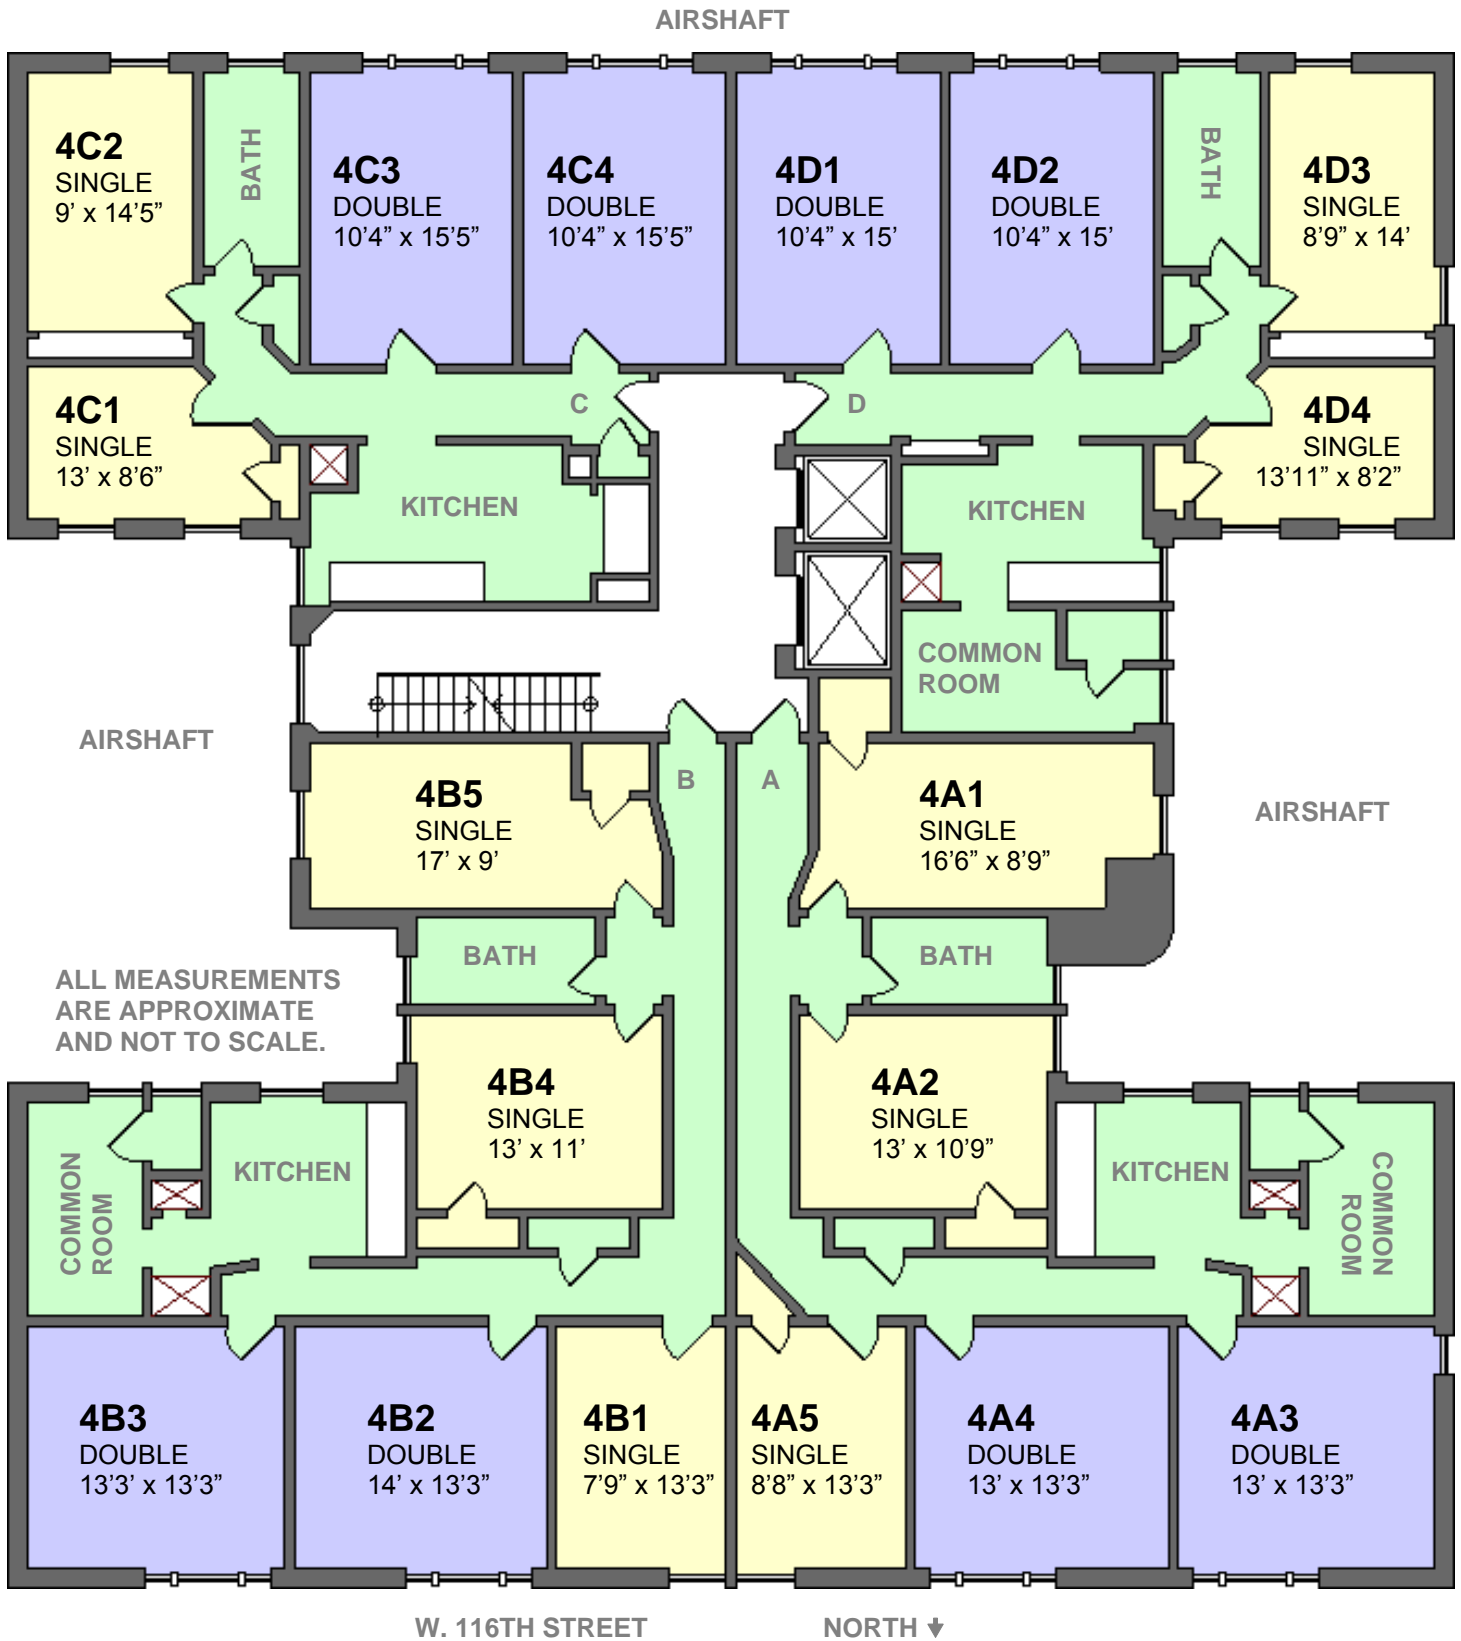 AIRSHAFT
4C2
SINGLE
9’ x 14’5”
BATH
4C3
DOUBLE
10’4” x 15’5”
4C4
DOUBLE
10’4” x 15’5”
4D1
DOUBLE
10’4” x 15’
4D2
DOUBLE
10’4” x 15’
BATH
4D3
SINGLE
8’9” x 14’
4C1
SINGLE
13’ x 8’6”
C
D
4D4
SINGLE
13’11” x 8’2”
KITCHEN
KITCHEN
COMMON
ROOM
AIRSHAFT
B
A
4B5
SINGLE
17’ x 9’
4A1
SINGLE
16’6” x 8’9”
AIRSHAFT
BATH
BATH
ALL MEASUREMENTS
ARE APPROXIMATE
AND NOT TO SCALE.
4B4
SINGLE
13’ x 11’
4A2
SINGLE
13’ x 10’9”
COMMON
ROOM
KITCHEN
KITCHEN
COMMON
ROOM
4B3
DOUBLE
13’3’ x 13’3”
4B2
DOUBLE
14’ x 13’3”
4B1
SINGLE
7’9” x 13’3”
4A5
SINGLE
8’8” x 13’3”
4A4
DOUBLE
13’ x 13’3”
4A3
DOUBLE
13’ x 13’3”
W. 116TH STREET
NORTH